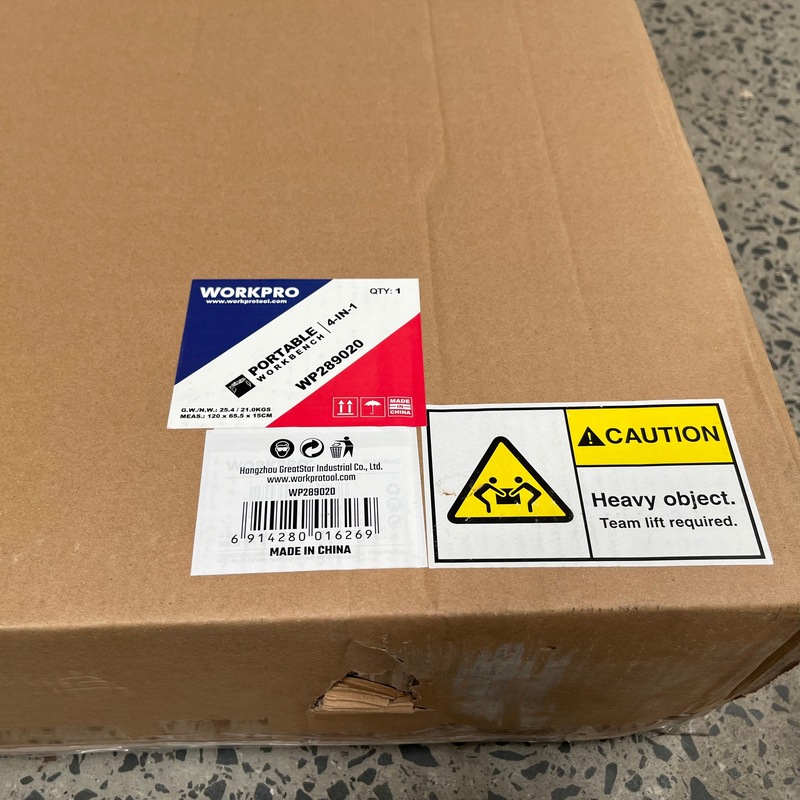 WORKPRO
www.workprotool.com
QTY: 1
PORTABLE
WORKBENCH
4-IN-1
WP289020
G.W./N.W.: 25.4 / 21.0KGS
MEAS.: 120 x 65.5 x 15CM
MADE
IN
CHINA
Hangzhou GreatStar Industrial Co., Ltd.
www.workprotool.com
WP289020
6 914280 016269
MADE IN CHINA
CAUTION
Heavy object.
Team lift required.